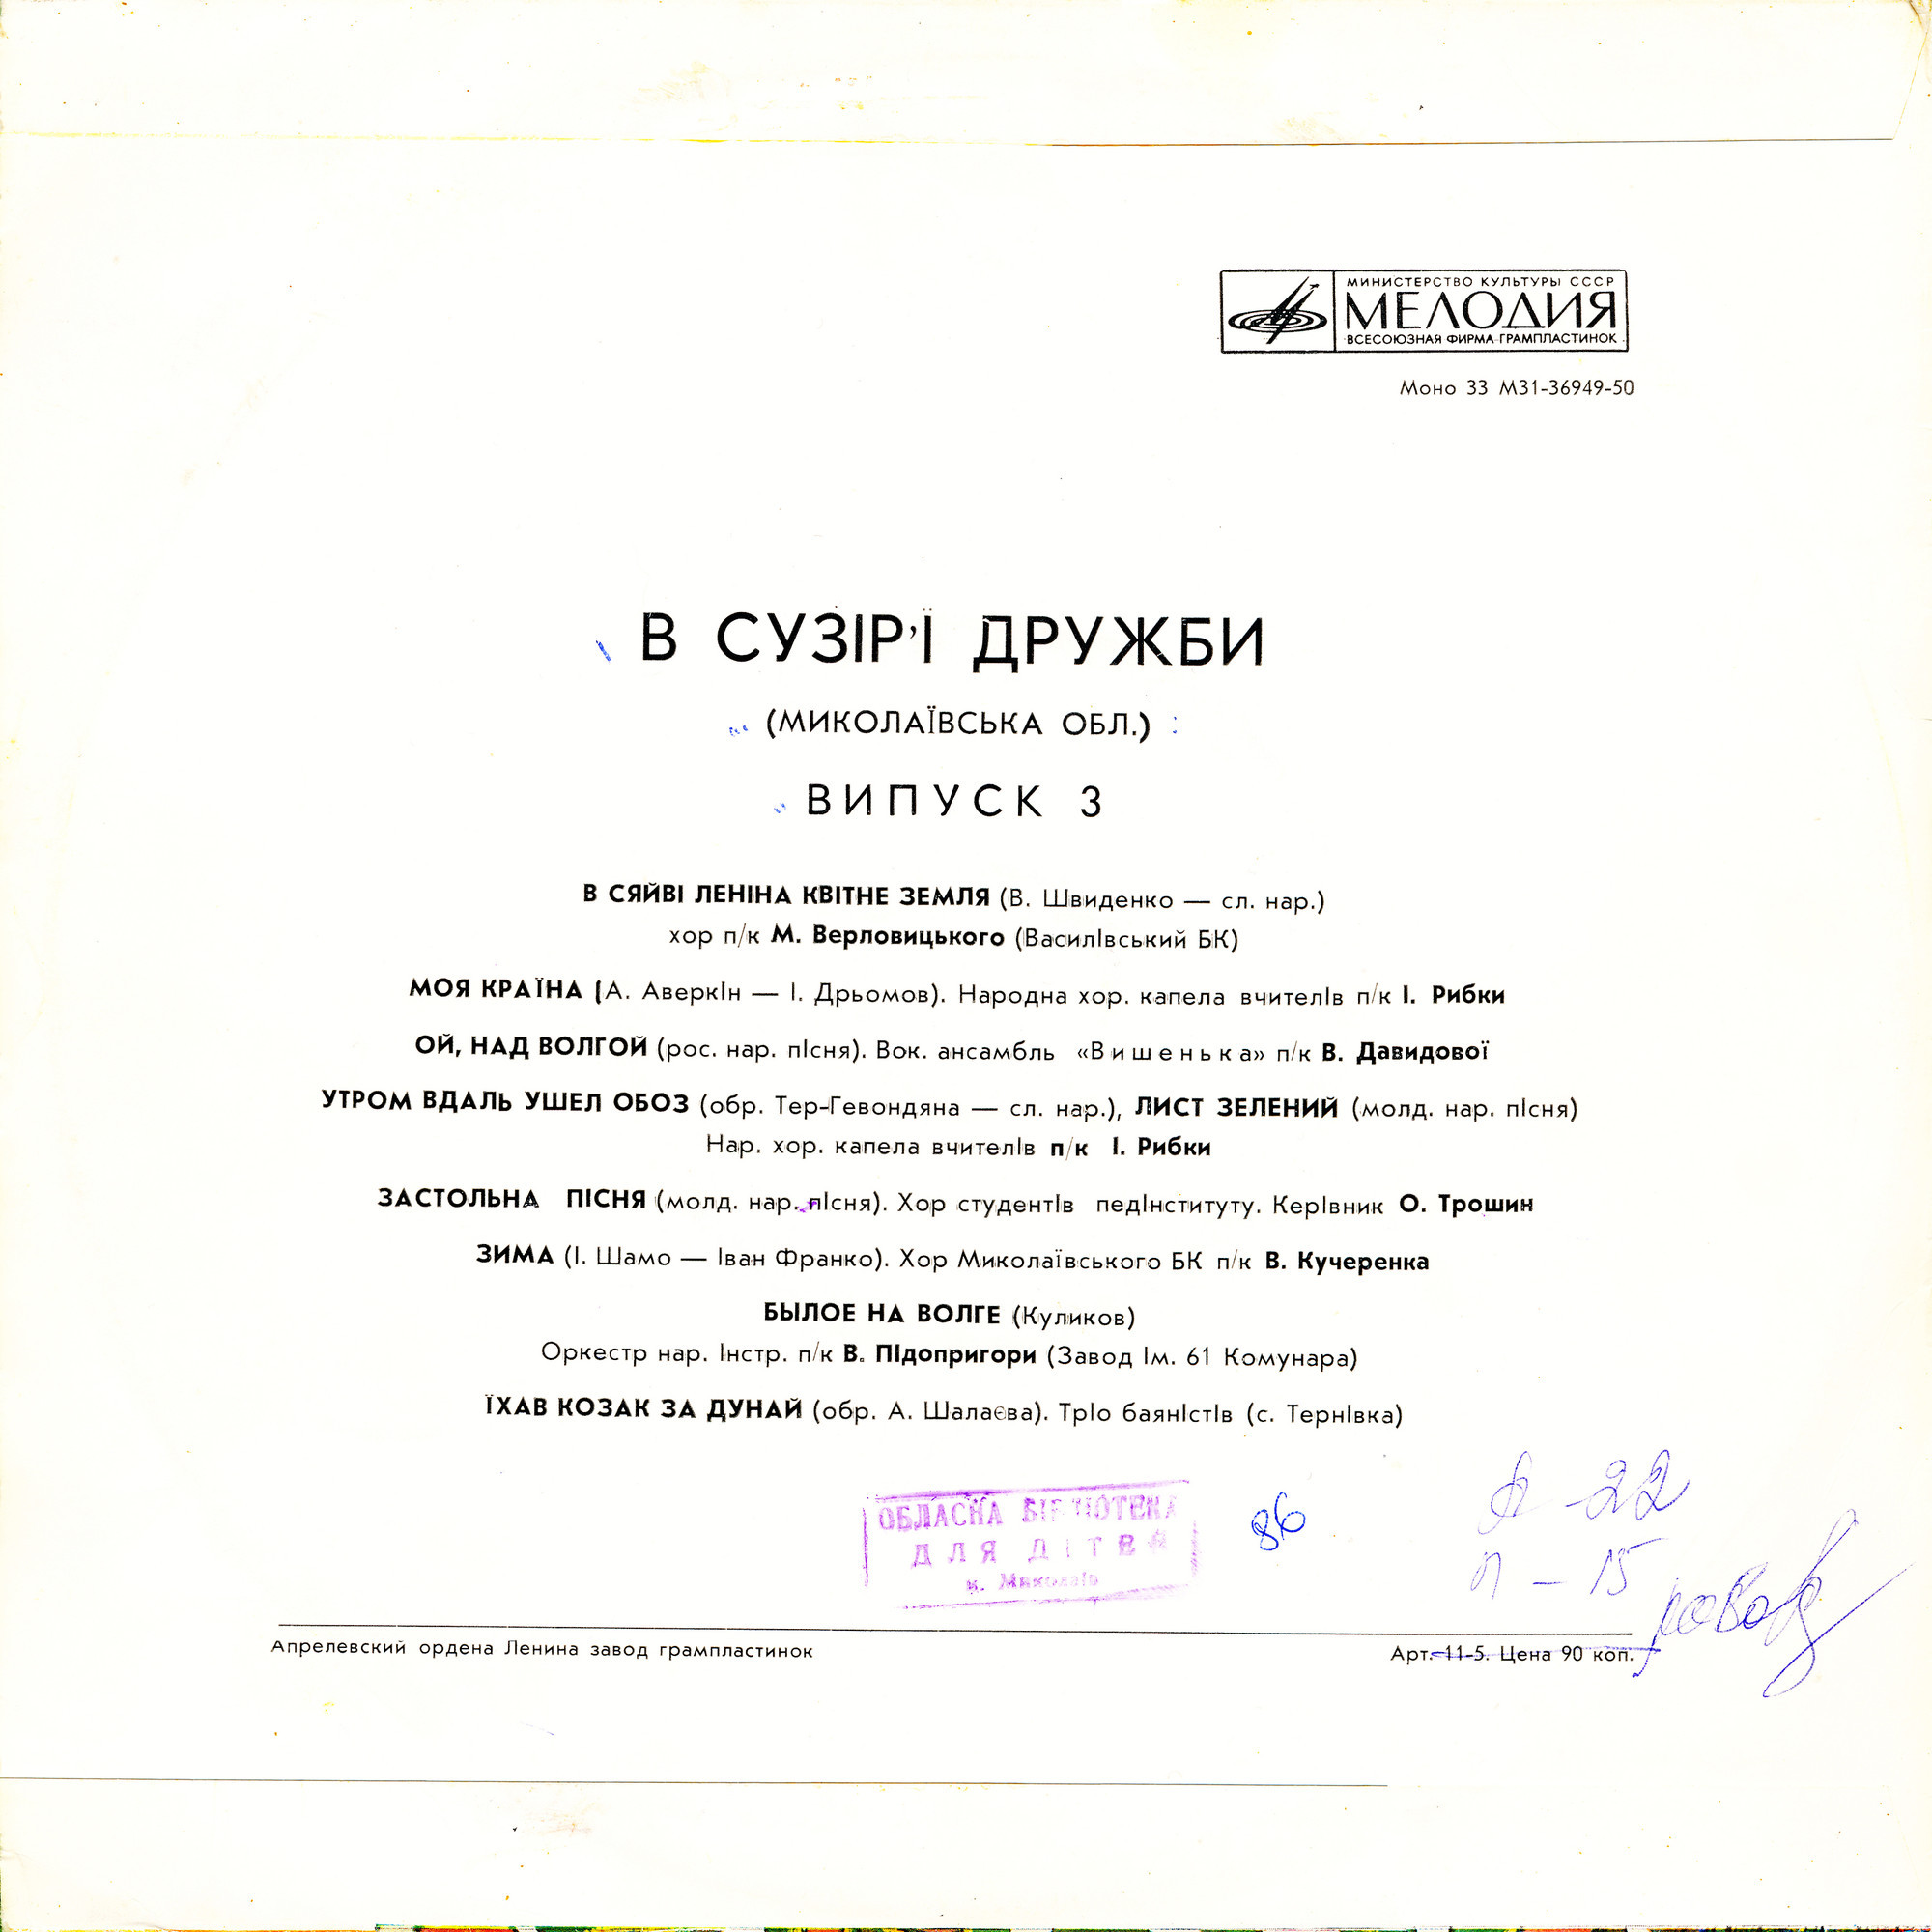 МИНИСТЕРСТВО КУЛЬТУРЫ СССР
МЕЛОДИЯ
ВСЕСОЮЗНАЯ ФИРМА ГРАМПЛАСТИНОК
Моно 33 М31-36949-50
В СУЗІР'Ї ДРУЖБИ
(МИКОЛАЇВСЬКА ОБЛ.)
ВИПУСК 3
В СЯЙВІ ЛЕНІНА КВІТНЕ ЗЕМЛЯ (В. Швиденко — сл. нар.)
хор п/к М. Верловицького (Василівський БК)
МОЯ КРАЇНА (А. Аверкін — І. Дрьомов). Народна хор. капела вчителів п/к І. Рибки
ОЙ, НАД ВОЛГОЙ (рос. нар. пісня). Вок. ансамбль «Вишенька» п/к В. Давидової
УТРОМ ВДАЛЬ УШЕЛ ОБОЗ (обр. Тер-Гевондяна — сл. нар.), ЛИСТ ЗЕЛЕНИЙ (молд. нар. пісня)
Нар. хор. капела вчителів п/к І. Рибки
ЗАСТОЛЬНА ПІСНЯ (молд. нар. пісня). Хор студентів педінституту. Керівник О. Трошин
ЗИМА (І. Шамо — Іван Франко). Хор Миколаївського БК п/к В. Кучеренка
БЫЛОЕ НА ВОЛГЕ (Куликов)
Оркестр нар. інстр. п/к В. Підопригори (Завод ім. 61 Комунара)
ЇХАВ КОЗАК ЗА ДУНАЙ (обр. А. Шалаєва). Тріо баяністів (с. Тернівка)
ОБЛАСНА БІБЛІОТЕКА
ДЛЯ ДІТЕЙ
м. Миколаїв
86
-22
п - 15
Апрелевский ордена Ленина завод грампластинок
Арт. 11-5. Цена 90 коп.